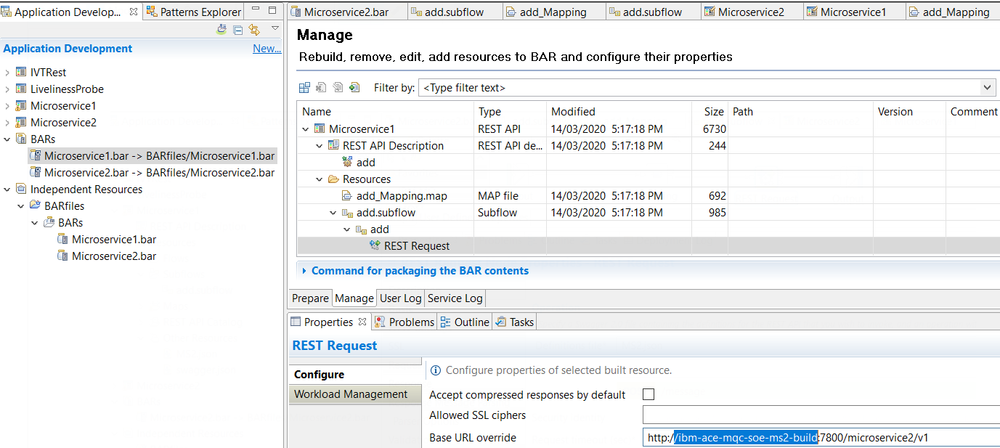 Application Develop... Patterns Explorer
Application Development New...
IVTRest
LivelinessProbe
Microservice1
Microservice2
BARs
Microservice1.bar -> BARfiles/Microservice1.bar
Microservice2.bar -> BARfiles/Microservice2.bar
Independent Resources
BARfiles
BARs
Microservice1.bar
Microservice2.bar
Microservice2.bar add.subflow add_Mapping add.subflow Microservice2 Microservice1 add_Mapping
Manage
Rebuild, remove, edit, add resources to BAR and configure their properties
Filter by: <Type filter text>
Name Type Modified Size Path Version Comment
Microservice1 REST API 14/03/2020 5:17:18 PM 6730
REST API Description REST API de... 14/03/2020 5:17:18 PM 244
add
Resources
add_Mapping.map MAP file 14/03/2020 5:17:18 PM 692
add.subflow Subflow 14/03/2020 5:17:18 PM 985
add
REST Request
Command for packaging the BAR contents
Prepare Manage User Log Service Log
Properties Problems Outline Tasks
REST Request
Configure
Workload Management
Configure properties of selected built resource.
Accept compressed responses by default
Allowed SSL ciphers
Base URL override http://ibm-ace-mqc-soe-ms2-build:7800/microservice2/v1